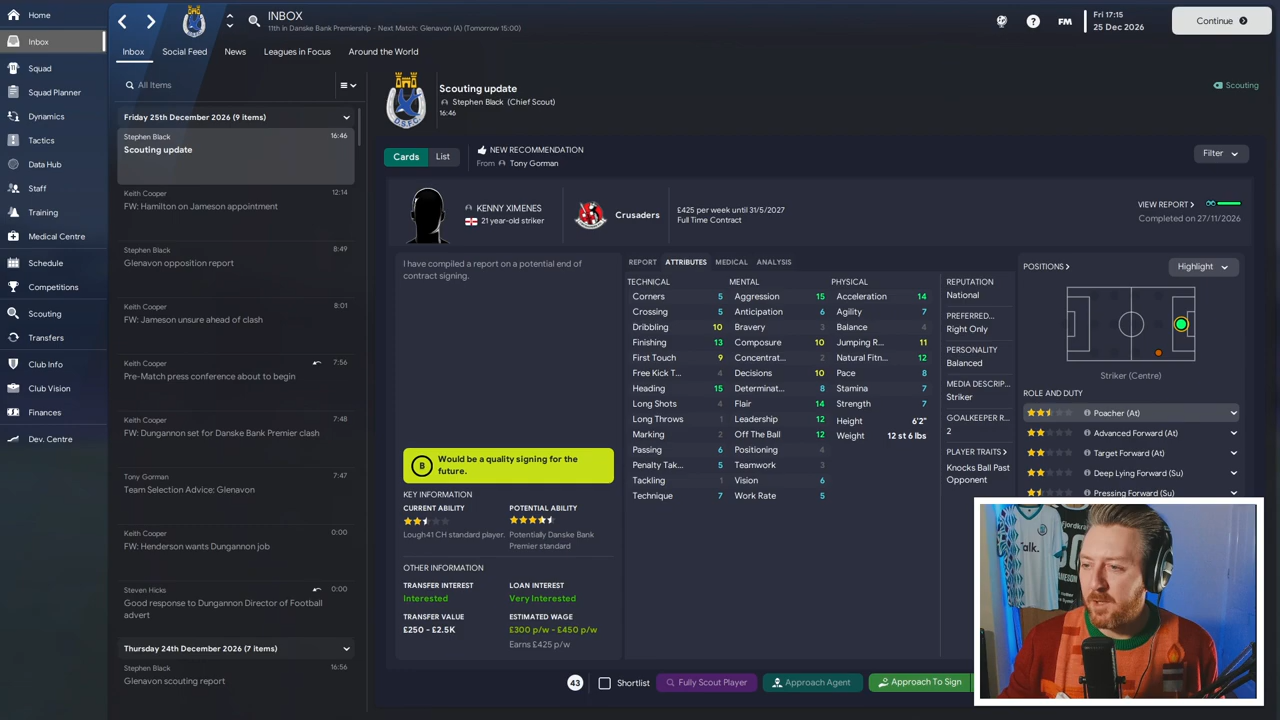 Home
Inbox
Squad
Squad Planner
Dynamics
Tactics
Data Hub
Staff
Training
Medical Centre
Schedule
Competitions
Scouting
Transfers
Club Info
Club Vision
Finances
Dev. Centre
INBOX
11th in Danske Bank Premiership - Next Match: Glenavon (A) (Tomorrow 15:00)
FM
Fri 17:15
25 Dec 2026
Continue
Inbox Social Feed News Leagues in Focus Around the World
All Items
Friday 25th December 2026 (9 items)
Stephen Black 16:46
Scouting update
Keith Cooper 12:14
FW: Hamilton on Jameson appointment
Stephen Black 8:49
Glenavon opposition report
Keith Cooper 8:01
FW: Jameson unsure ahead of clash
Keith Cooper 7:56
Pre-Match press conference about to begin
Keith Cooper 7:48
FW: Dungannon set for Danske Bank Premier clash
Tony Gorman 7:47
Team Selection Advice: Glenavon
Keith Cooper 0:00
FW: Henderson wants Dungannon job
Steven Hicks 0:00
Good response to Dungannon Director of Football
advert
Thursday 24th December 2026 (7 items)
Stephen Black 16:56
Glenavon scouting report
D.S.F.C.
Scouting update
Stephen Black (Chief Scout)
16:46
Scouting
Cards List
NEW RECOMMENDATION
From Tony Gorman
Filter
KENNY XIMENES
21 year-old striker
Crusaders
£425 per week until 31/5/2027
Full Time Contract
VIEW REPORT >
Completed on 27/11/2026
I have compiled a report on a potential end of
contract signing.
B
Would be a quality signing for the
future.
KEY INFORMATION
CURRENT ABILITY POTENTIAL ABILITY
Lough41 CH standard player. Potentially Danske Bank
Premier standard
OTHER INFORMATION
TRANSFER INTEREST LOAN INTEREST
Interested Very Interested
TRANSFER VALUE ESTIMATED WAGE
£250 - £2.5K £300 p/w - £450 p/w
Earns £425 p/w
REPORT ATTRIBUTES MEDICAL ANALYSIS
TECHNICAL MENTAL PHYSICAL
Corners 5 Aggression 15 Acceleration 14
Crossing 5 Anticipation 6 Agility 7
Dribbling 10 Bravery 3 Balance 4
Finishing 13 Composure 10 Jumping R... 11
First Touch 9 Concentrat... 2 Natural Fitn... 12
Free Kick T... 4 Decisions 10 Pace 8
Heading 15 Determinat... 8 Stamina 7
Long Shots 4 Flair 14 Strength 7
Long Throws 1 Leadership 12 Height 6'2"
Marking 2 Off The Ball 12 Weight 12 st 6 lbs
Passing 6 Positioning 4
Penalty Tak... 5 Teamwork 3
Tackling 1 Vision 6
Technique 7 Work Rate 5
REPUTATION
National
PREFERRED...
Right Only
PERSONALITY
Balanced
MEDIA DESCRIP...
Striker
GOALKEEPER R...
2
PLAYER TRAITS >
Knocks Ball Past
Opponent
POSITIONS >
Highlight
Striker (Centre)
ROLE AND DUTY
Poacher (At)
Advanced Forward (At)
Target Forward (At)
Deep Lying Forward (Su)
Pressing Forward (Su)
43 Shortlist Fully Scout Player Approach Agent Approach To Sign
Talk.